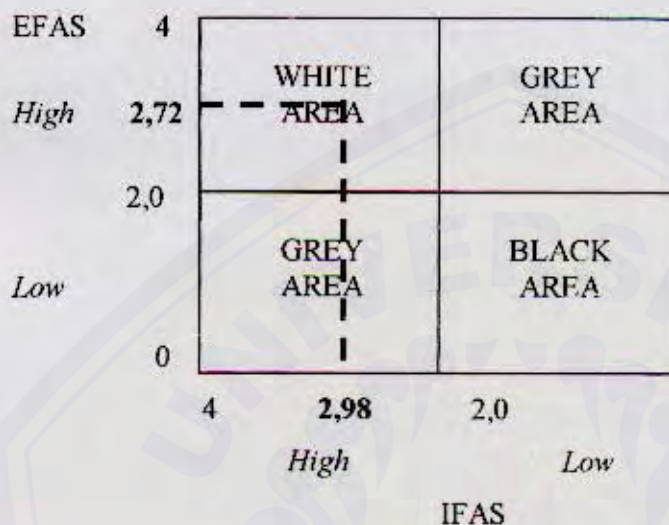 EFAS 4
WHITE GREY
High 2,72 AREA AREA
2,0
GREY BLACK
Low AREA AREA
0
4 2,98 2,0
High Low
IFAS
UNIVERS